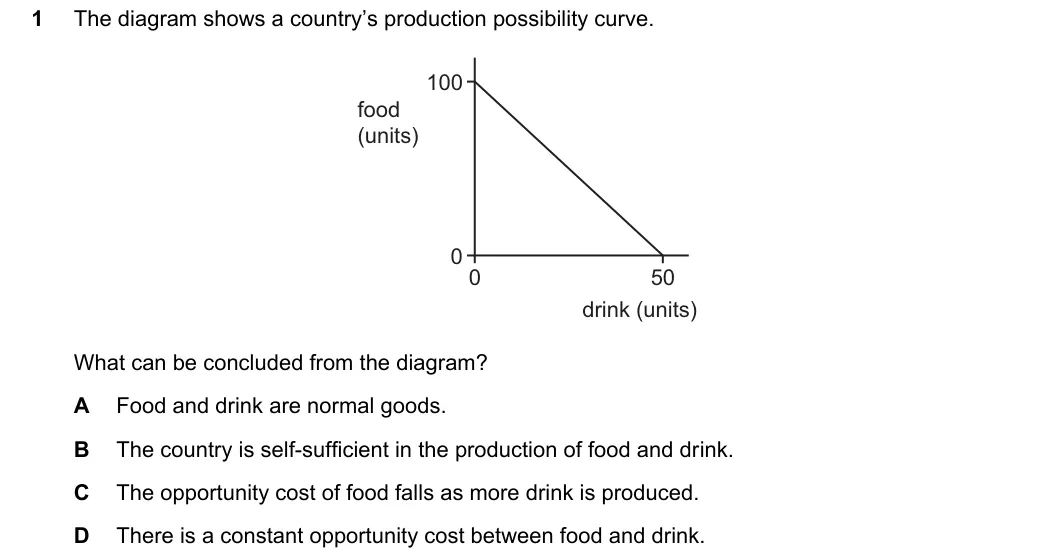 1 The diagram shows a country's production possibility curve.
100
food
(units)
0
0 50
drink (units)
What can be concluded from the diagram?
A Food and drink are normal goods.
B The country is self-sufficient in the production of food and drink.
C The opportunity cost of food falls as more drink is produced.
D There is a constant opportunity cost between food and drink.